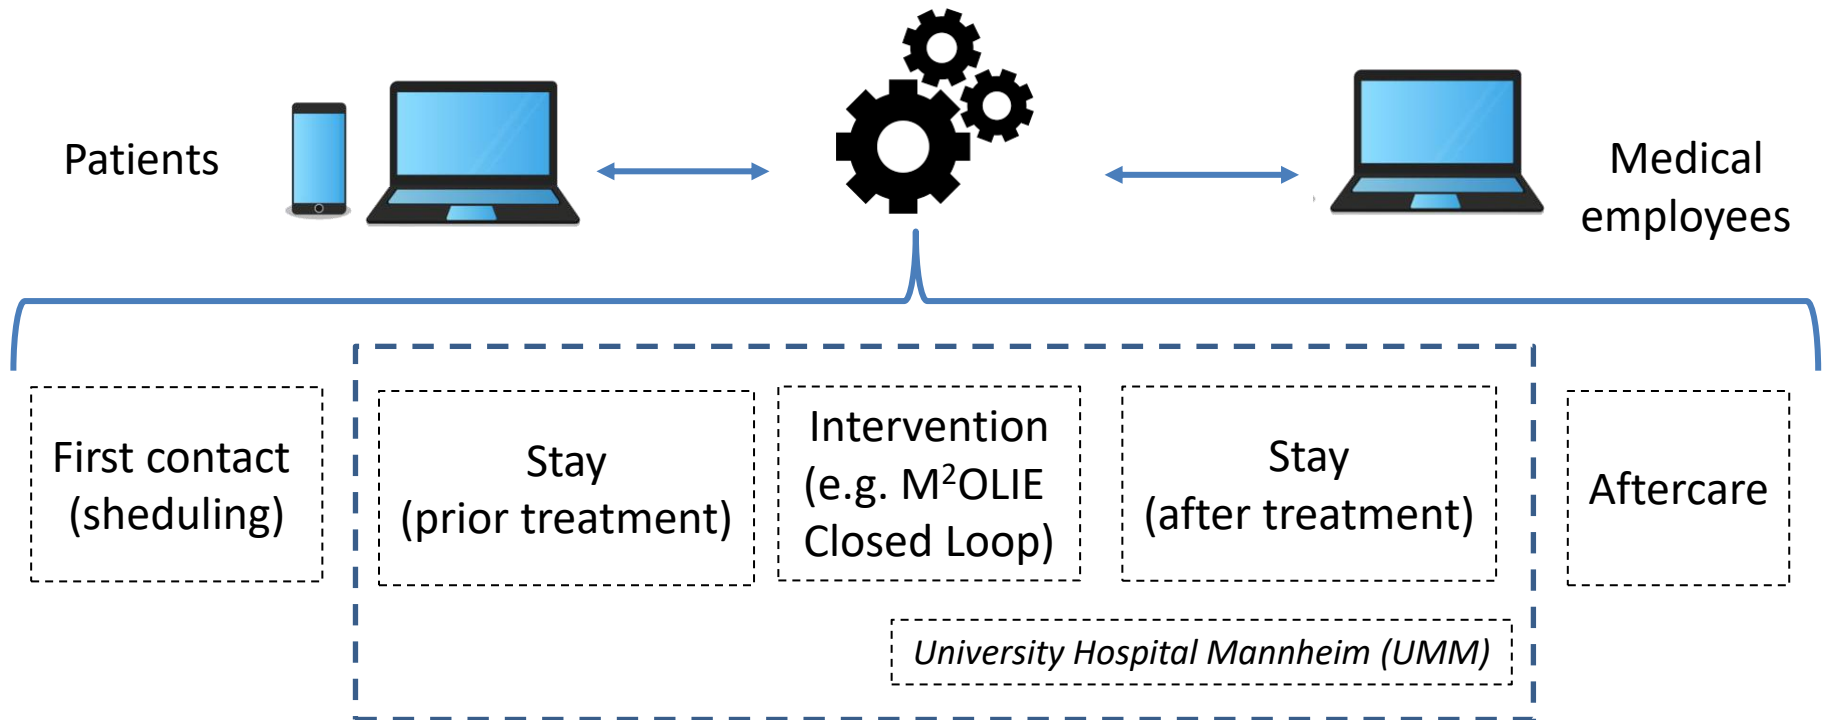 Patients
Medical
employees
First contact
(sheduling)
Stay
(prior treatment)
Intervention
(e.g. M²OLIE
Closed Loop)
Stay
(after treatment)
Aftercare
University Hospital Mannheim (UMM)